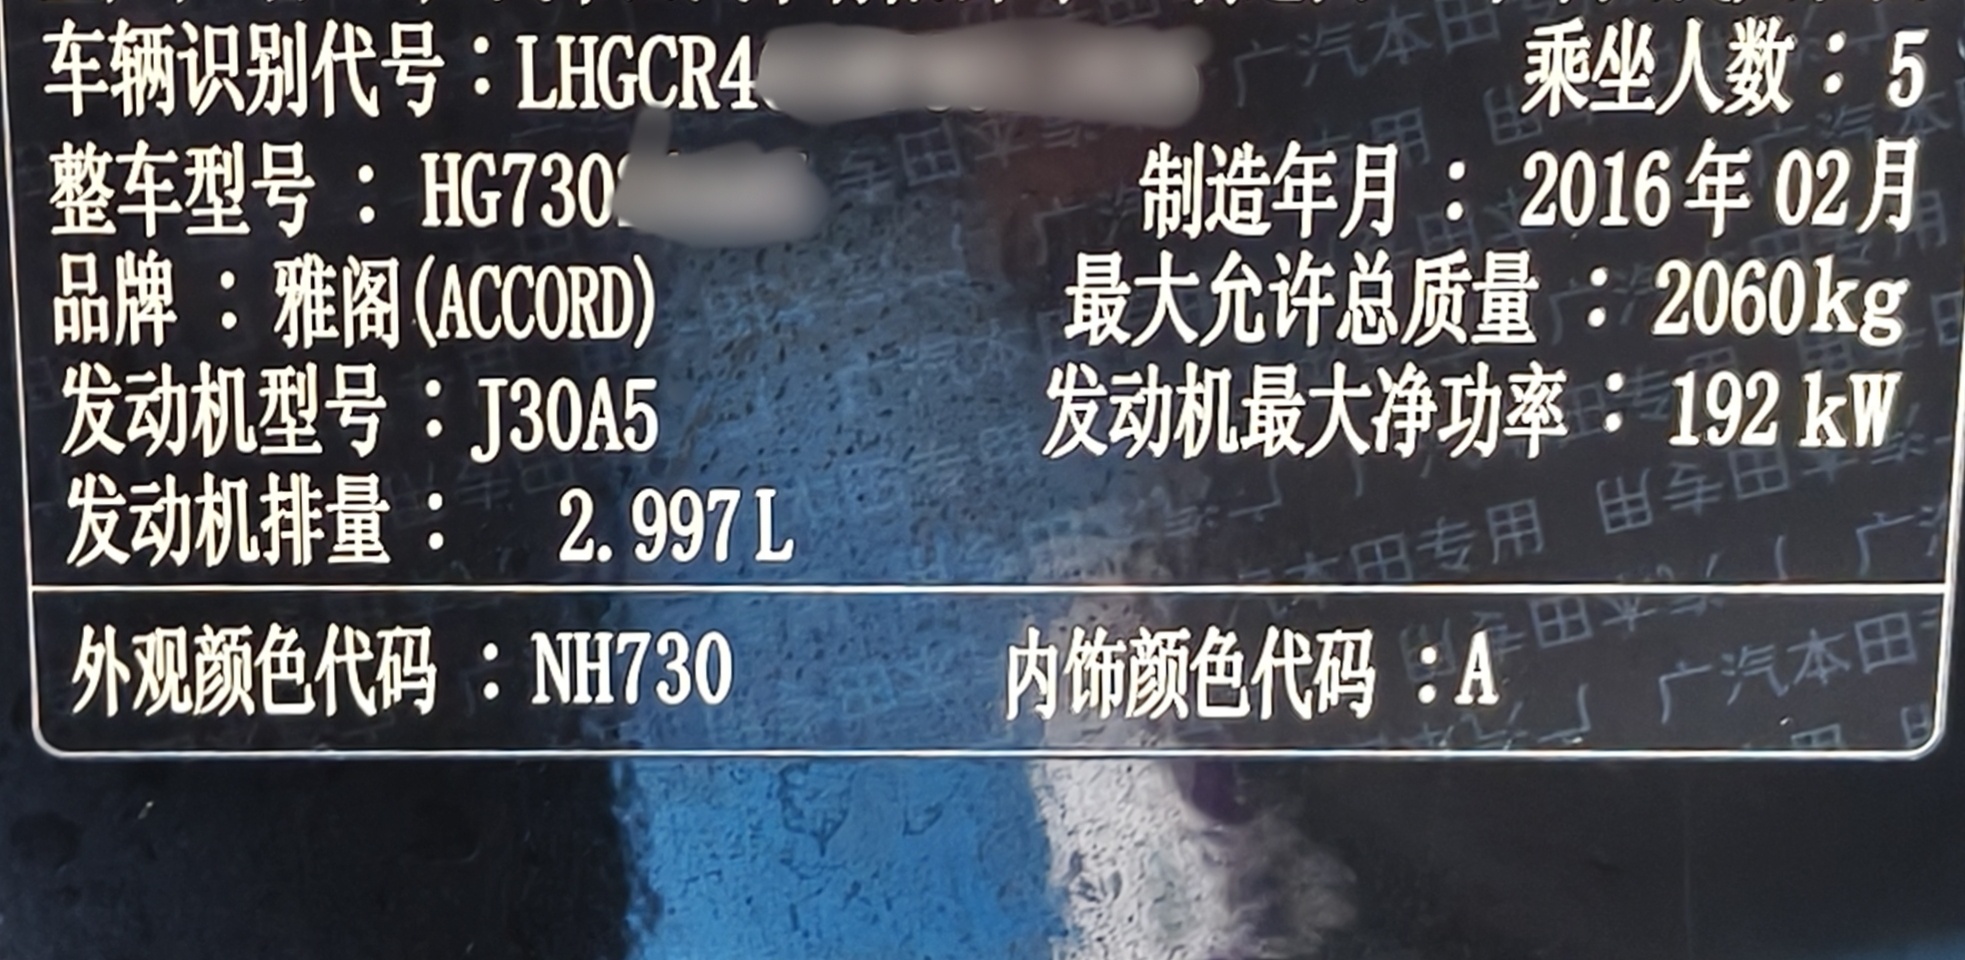 车辆识别代号：LHGCR4 乘坐人数：5
整车型号：HG730 制造年月：2016年02月
品牌：雅阁(ACCORD) 最大允许总质量：2060kg
发动机型号：J30A5 发动机最大净功率：192kW
发动机排量：2.997L
外观颜色代码：NH730 内饰颜色代码：A